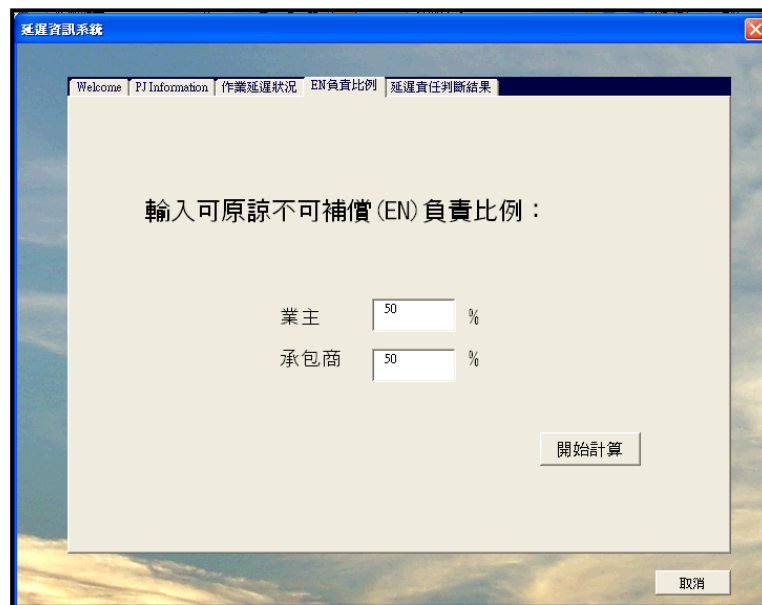 延遲資訊系統
Welcome PJ Information 作業延遲狀況 EN負責比例 延遲責任判斷結果
輸入可原諒不可補償(EN)負責比例：
業主 50 %
承包商 50 %
開始計算
取消